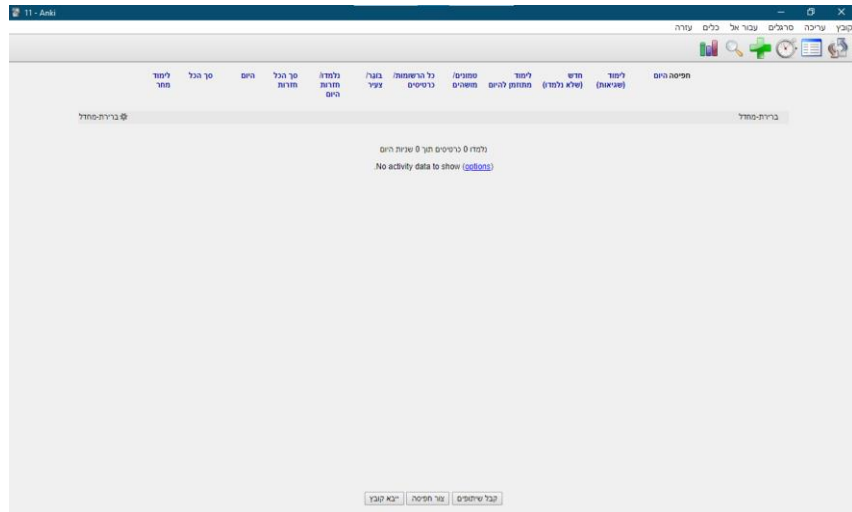 11 - Anki
קובץ עריכה סרגלים עבור אל כלים עזרה
חפיסה היום
לימוד (שגיאות)
חדש (שלא נלמדו)
לימוד מתוזמן להיום
טמונים/ מושהים
כל הרשומות/ כרטיסים
בוגר/ צעיר
נלמדו/ חזרות היום
סך הכל חזרות
היום
סך הכל
לימוד מחר
ברירת-מחדל
ברירת-מחדל
נלמדו 0 כרטיסים תוך 0 שניות היום
No activity data to show (options).
קבל שיתופים
צור חפיסה
ייבא קובץ